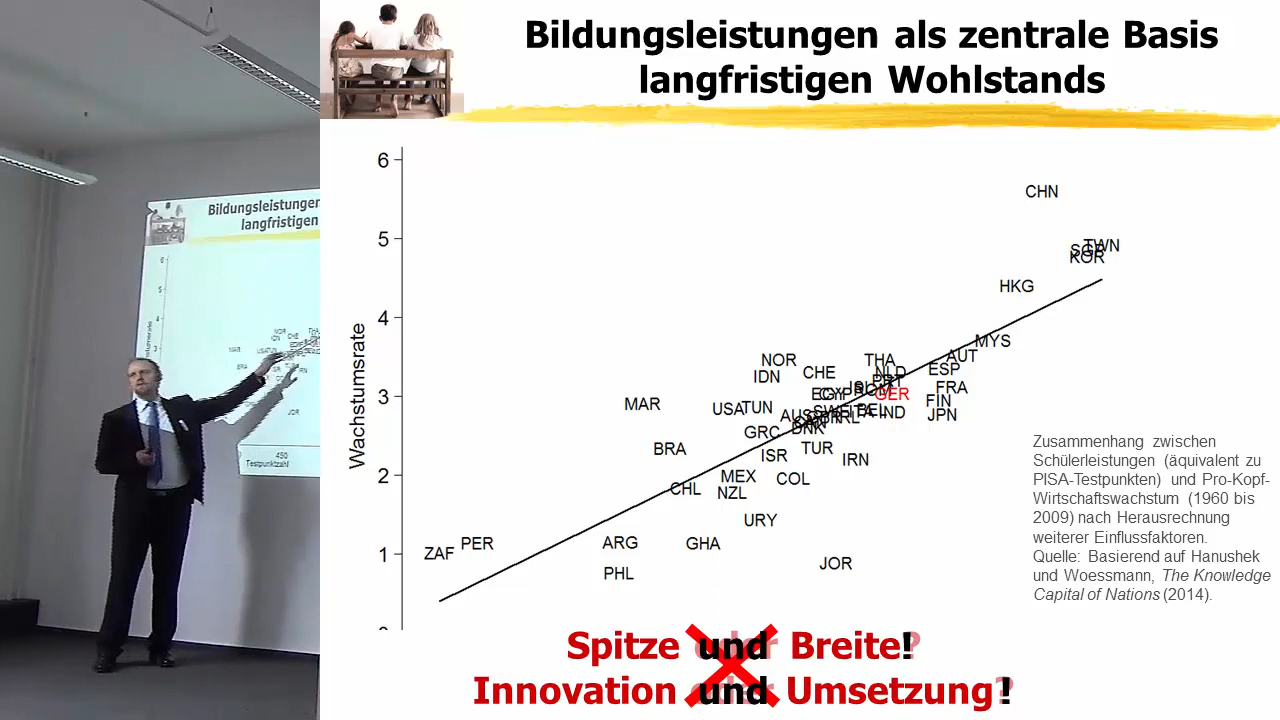 Bildungsleistungen als zentrale Basis
langfristigen Wohlstands
6
5
4
3
2
1
Wachstumsrate
CHN
TWN
SGP
KOR
HKG
MYS
AUT
ESP
FRA
FIN
JPN
THA
NLD
PRT
GER
IND
BEL
NOR
IDN
CHE
EGY
MAR
USA
TUN
GRC
DNK
BRA
ISR
TUR
IRN
MEX
COL
CHL
NZL
URY
ZAF
PER
ARG
GHA
PHL
JOR
Zusammenhang zwischen
Schülerleistungen (äquivalent zu
PISA-Testpunkten) und Pro-Kopf-
Wirtschaftswachstum (1960 bis
2009) nach Herausrechnung
weiterer Einflussfaktoren.
Quelle: Basierend auf Hanushek
und Woessmann, The Knowledge
Capital of Nations (2014).
Spitze und Breite!
Innovation und Umsetzung!
Bildungsleistungen
langfristigen
450
Testpunktzahl